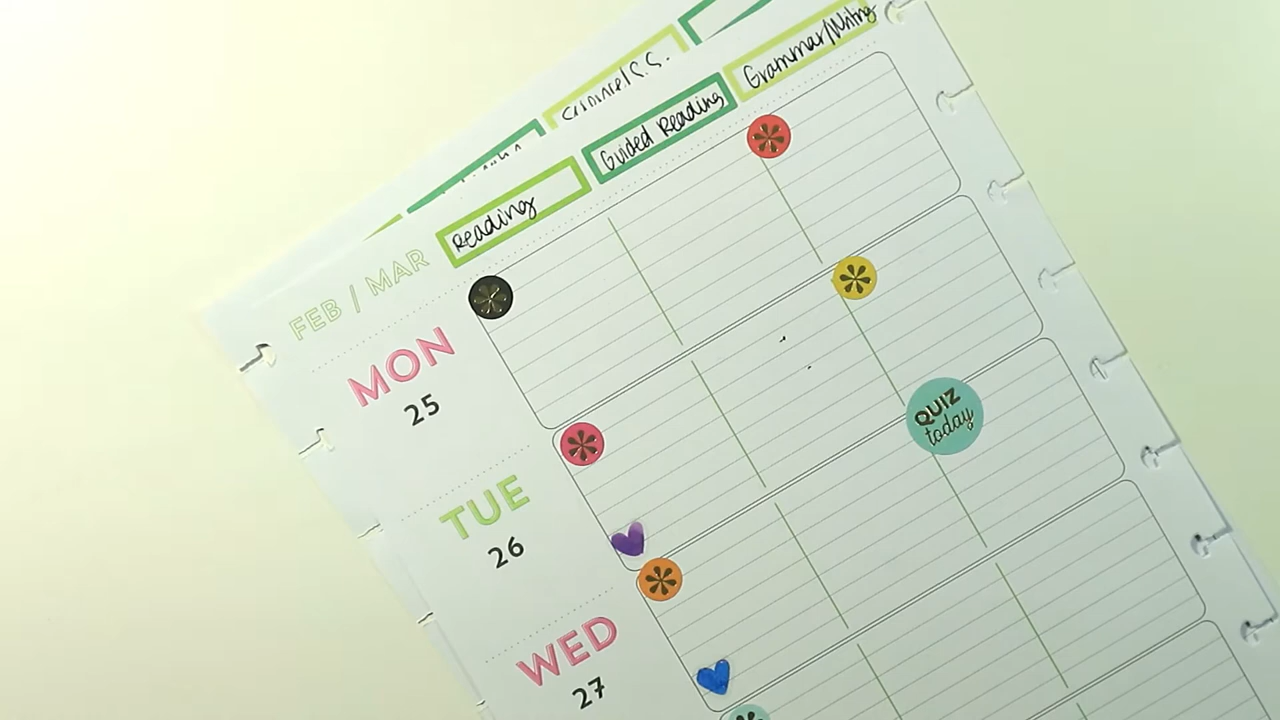 Grammar/Writing
Guided Reading
Reading
FEB / MAR
MON
25
TUE
26
QUIZ
today
WED
27